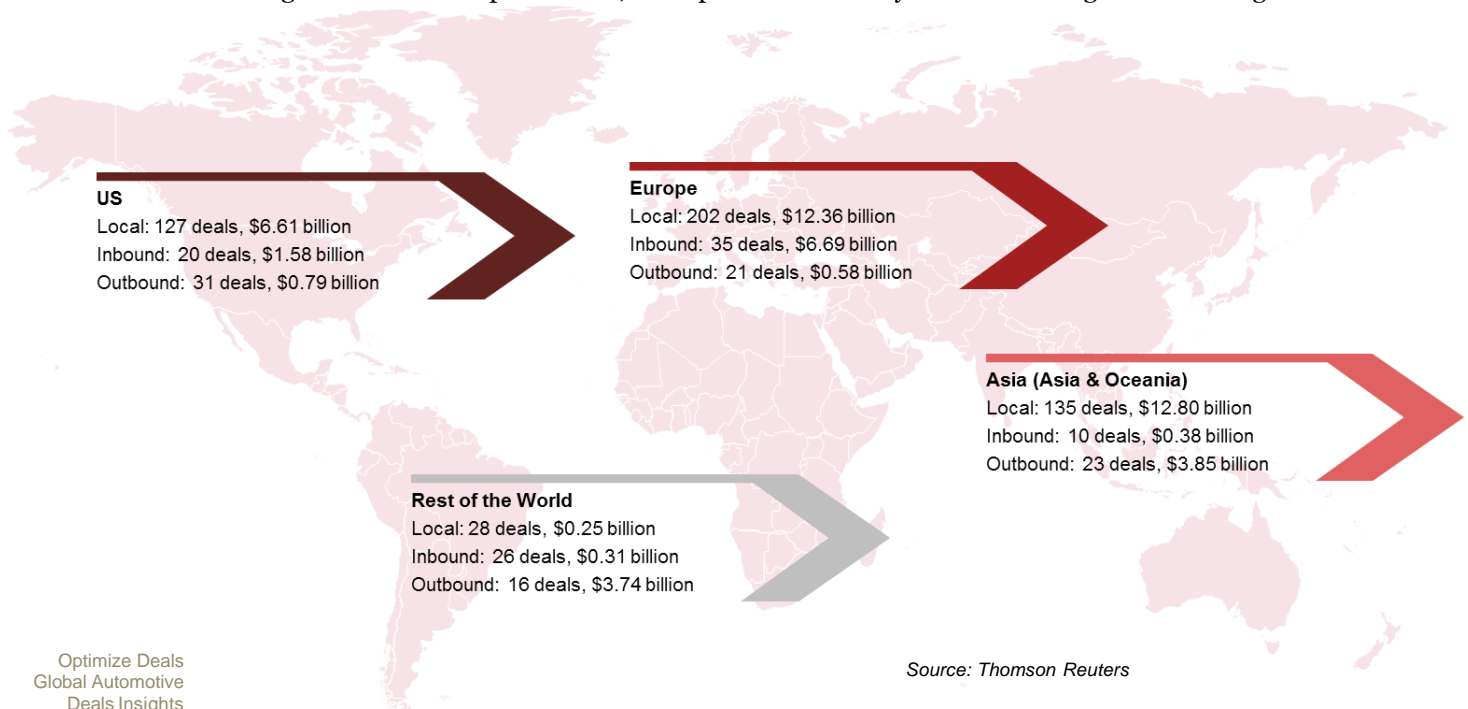 US
Local: 127 deals, $6.61 billion
Inbound: 20 deals, $1.58 billion
Outbound: 31 deals, $0.79 billion
Europe
Local: 202 deals, $12.36 billion
Inbound: 35 deals, $6.69 billion
Outbound: 21 deals, $0.58 billion
Asia (Asia & Oceania)
Local: 135 deals, $12.80 billion
Inbound: 10 deals, $0.38 billion
Outbound: 23 deals, $3.85 billion
Rest of the World
Local: 28 deals, $0.25 billion
Inbound: 26 deals, $0.31 billion
Outbound: 16 deals, $3.74 billion
Optimize Deals
Global Automotive
Deals Insights
Source: Thomson Reuters